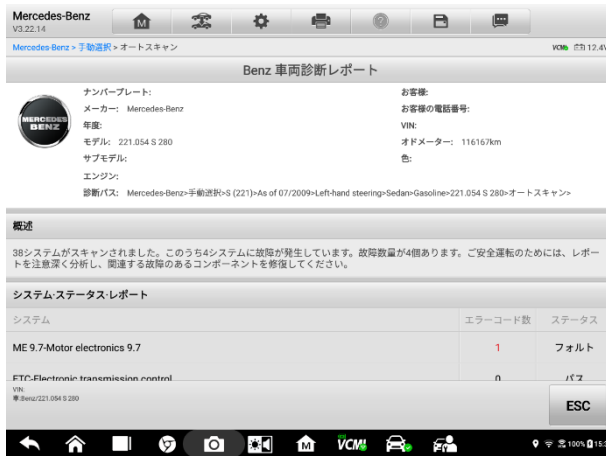 Mercedes-Benz
V3.22.14
Mercedes-Benz > 手動選択 > オートスキャン
VCMI 12.4V
Benz 車両診断レポート
MERCEDES
BENZ
ナンバープレート:
お客様:
メーカー: Mercedes-Benz
お客様の電話番号:
年度:
VIN:
モデル: 221.054 S 280
オドメーター: 116167km
サブモデル:
色:
エンジン:
診断パス: Mercedes-Benz>手動選択>S (221)>As of 07/2009>Left-hand steering>Sedan>Gasoline>221.054 S 280>オートスキャン>
概述
38システムがスキャンされました。このうち4システムに故障が発生しています。故障数量が4個あります。ご安全運転のためには、レポー
トを注意深く分析し、関連する故障のあるコンポーネントを修復してください。
システム·ステータス·レポート
システム エラーコード数 ステータス
ME 9.7-Motor electronics 9.7 1 フォルト
ETC-Electronic transmission control 0 パス
VIN:
車:Benz/221.054 S 280
ESC
VCMI
100% 15:3